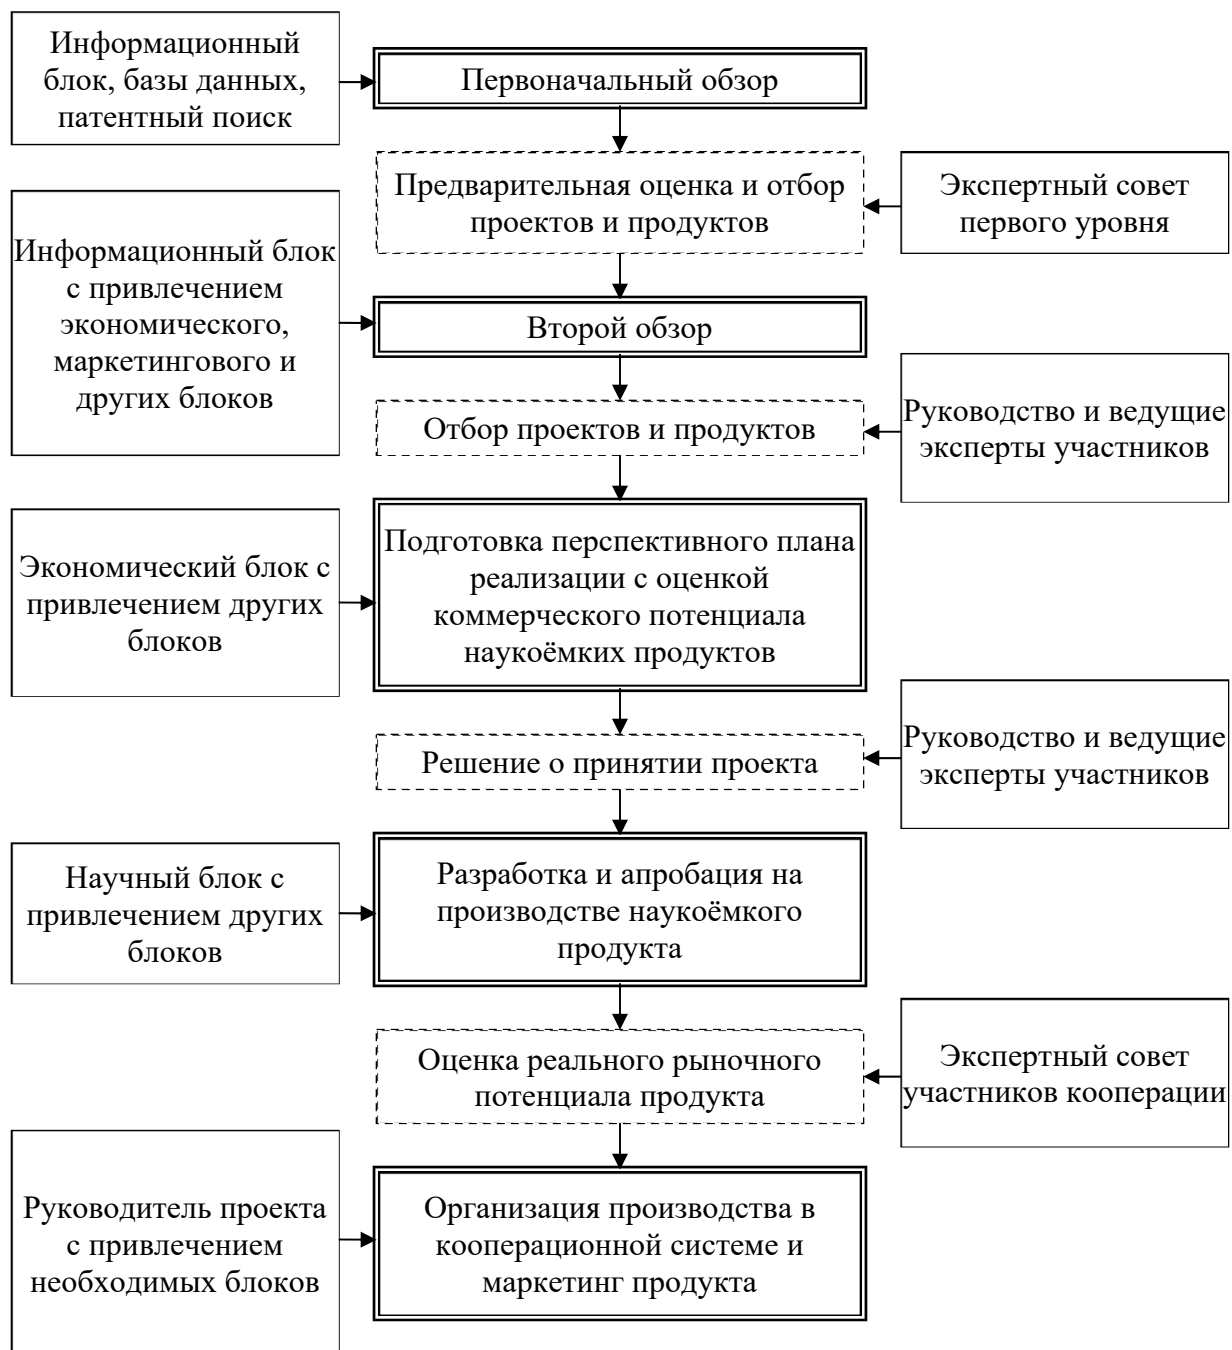 Информационный
блок, базы данных,
патентный поиск
Первоначальный обзор
Предварительная оценка и отбор
проектов и продуктов
Экспертный совет
первого уровня
Информационный блок
с привлечением
экономического,
маркетингового и
других блоков
Второй обзор
Отбор проектов и продуктов
Руководство и ведущие
эксперты участников
Экономический блок с
привлечением других
блоков
Подготовка перспективного плана
реализации с оценкой
коммерческого потенциала
наукоёмких продуктов
Решение о принятии проекта
Руководство и ведущие
эксперты участников
Научный блок с
привлечением других
блоков
Разработка и апробация на
производстве наукоёмкого
продукта
Оценка реального рыночного
потенциала продукта
Экспертный совет
участников кооперации
Руководитель проекта
с привлечением
необходимых блоков
Организация производства в
кооперационной системе и
маркетинг продукта